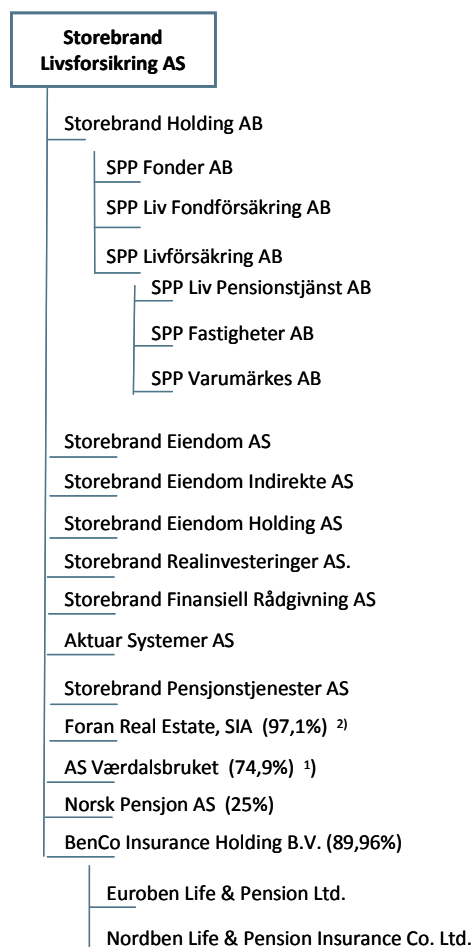 Storebrand
Livsforsikring AS
Storebrand Holding AB
SPP Fonder AB
SPP Liv Fondförsäkring AB
SPP Livförsäkring AB
SPP Liv Pensionstjänst AB
SPP Fastigheter AB
SPP Varumärkes AB
Storebrand Eiendom AS
Storebrand Eiendom Indirekte AS
Storebrand Eiendom Holding AS
Storebrand Realinvesteringer AS.
Storebrand Finansiell Rådgivning AS
Aktuar Systemer AS
Storebrand Pensjonstjenester AS
Foran Real Estate, SIA (97,1%) 2)
AS Værdalsbruket (74,9%) 1)
Norsk Pensjon AS (25%)
BenCo Insurance Holding B.V. (89,96%)
Euroben Life & Pension Ltd.
Nordben Life & Pension Insurance Co. Ltd.